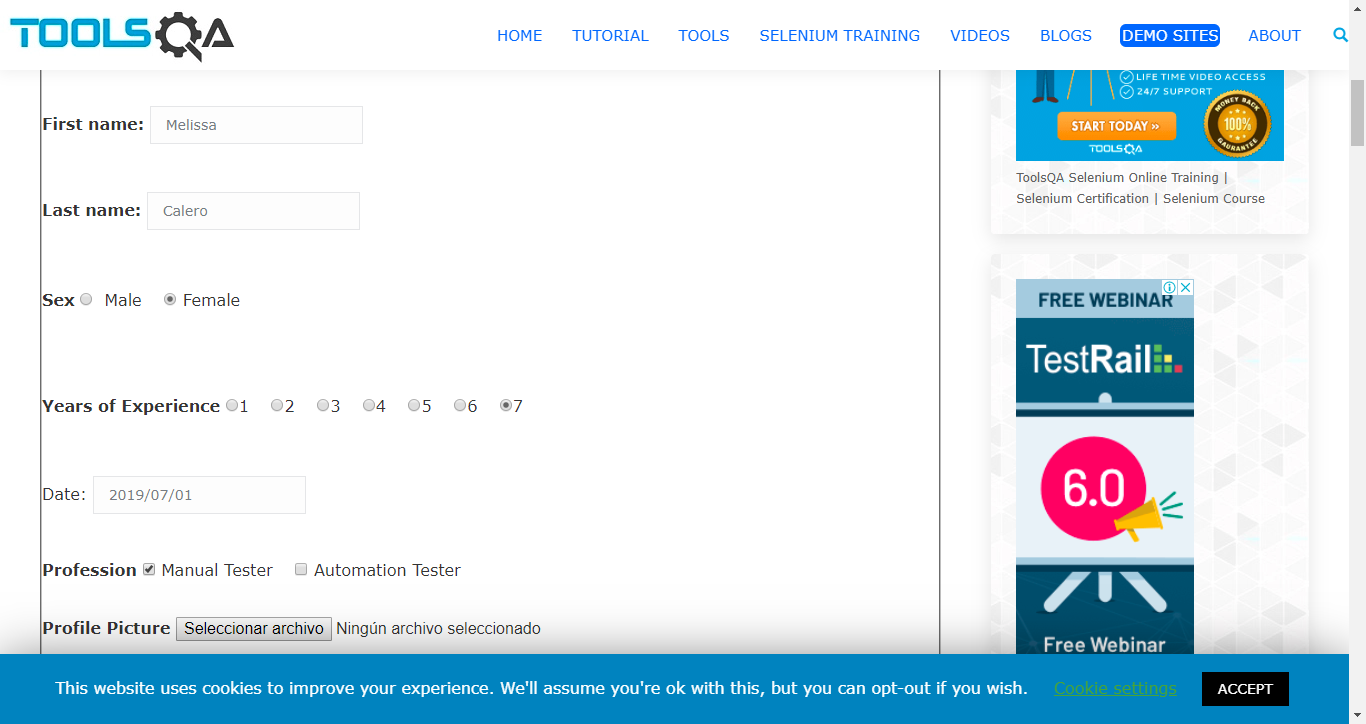 TOOLSQA
HOME TUTORIAL TOOLS SELENIUM TRAINING VIDEOS BLOGS DEMO SITES ABOUT
First name: Melissa
Last name: Calero
Sex Male Female
Years of Experience 1 2 3 4 5 6 7
Date: 2019/07/01
Profession Manual Tester Automation Tester
Profile Picture Seleccionar archivo Ningún archivo seleccionado
LIFE TIME VIDEO ACCESS
24/7 SUPPORT
START TODAY »
TOOLSQA
MONEY BACK
100%
GAURANTEE
ToolsQA Selenium Online Training |
Selenium Certification | Selenium Course
FREE WEBINAR
TestRail
6.0
Free Webinar
This website uses cookies to improve your experience. We'll assume you're ok with this, but you can opt-out if you wish. Cookie settings ACCEPT